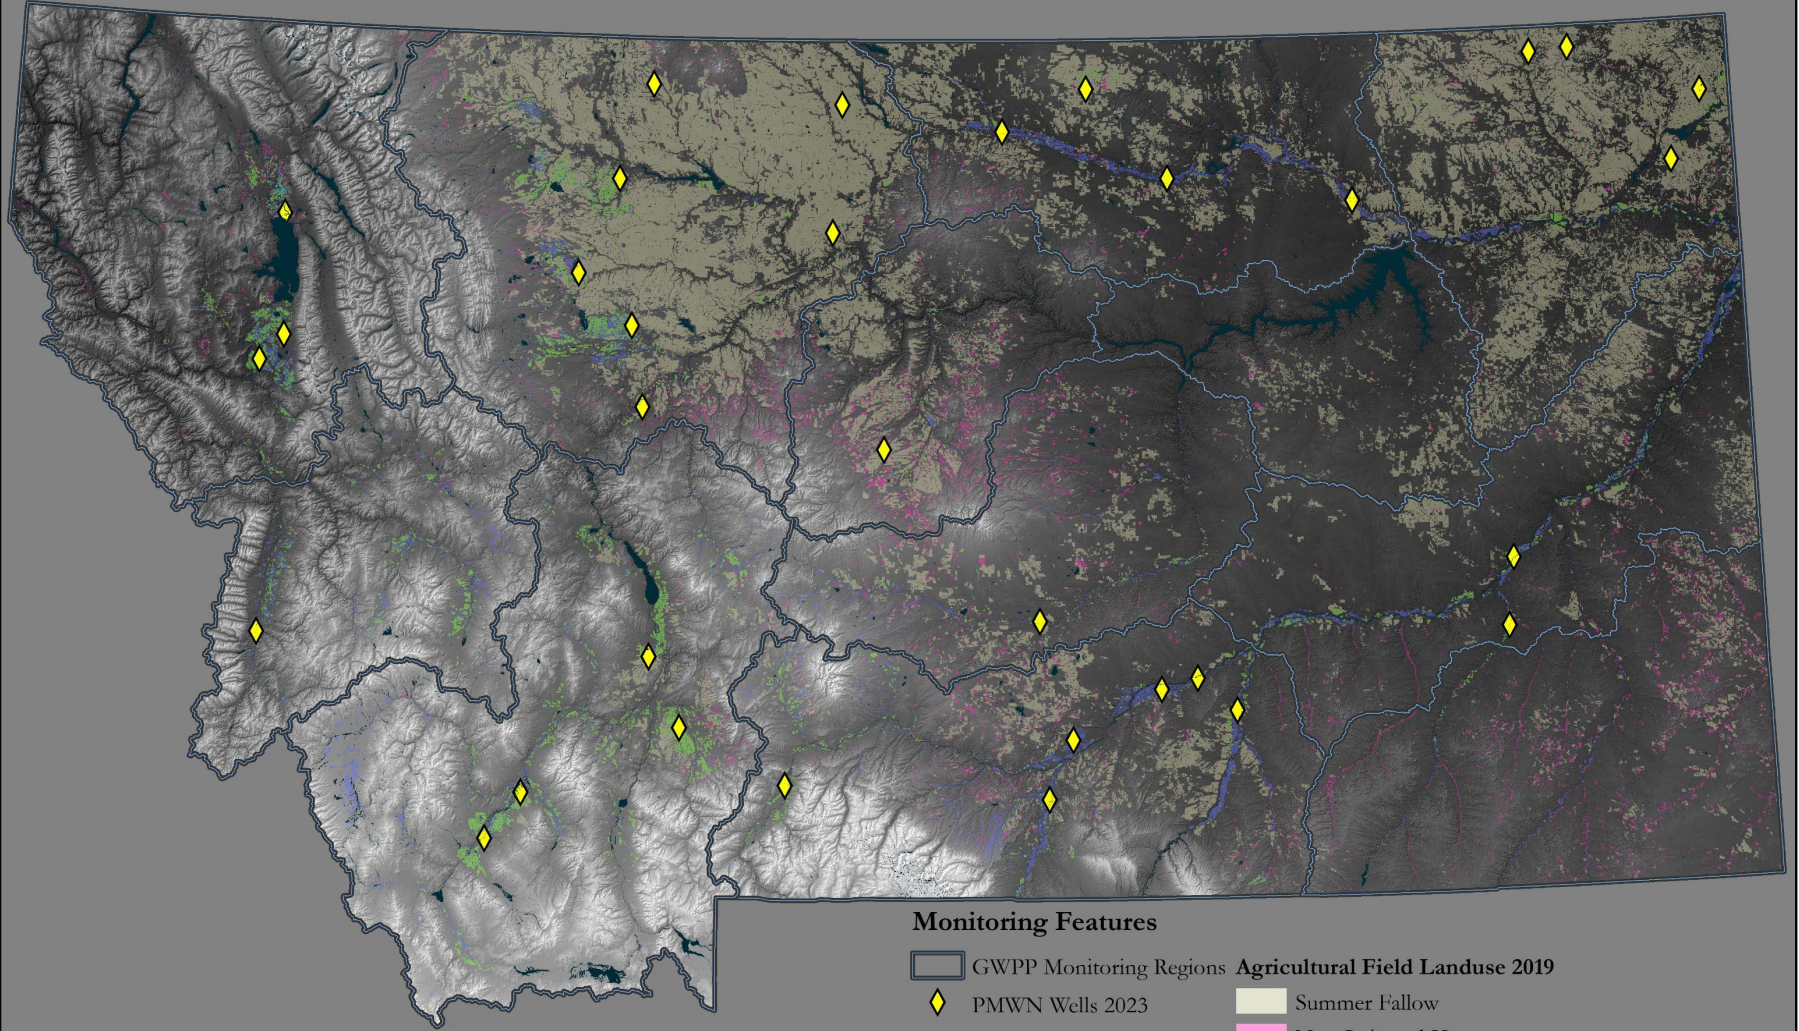 Monitoring Features
GWPP Monitoring Regions
PMWN Wells 2023
Agricultural Field Landuse 2019
Summer Fallow